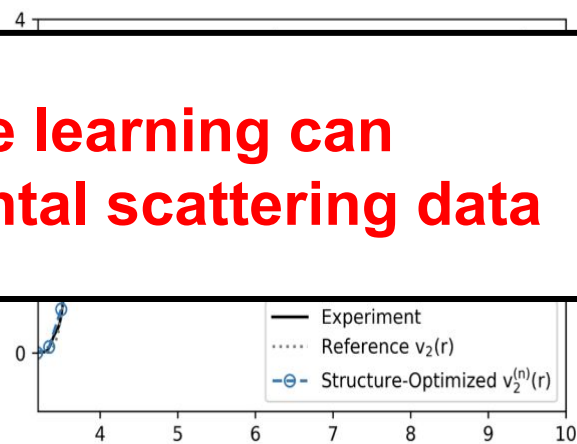 4
learning can
scattering data
Experiment
Reference v₂(r)
0
Structure-Optimized v₂⁽ⁿ⁾(r)
4 5 6 7 8 9 10